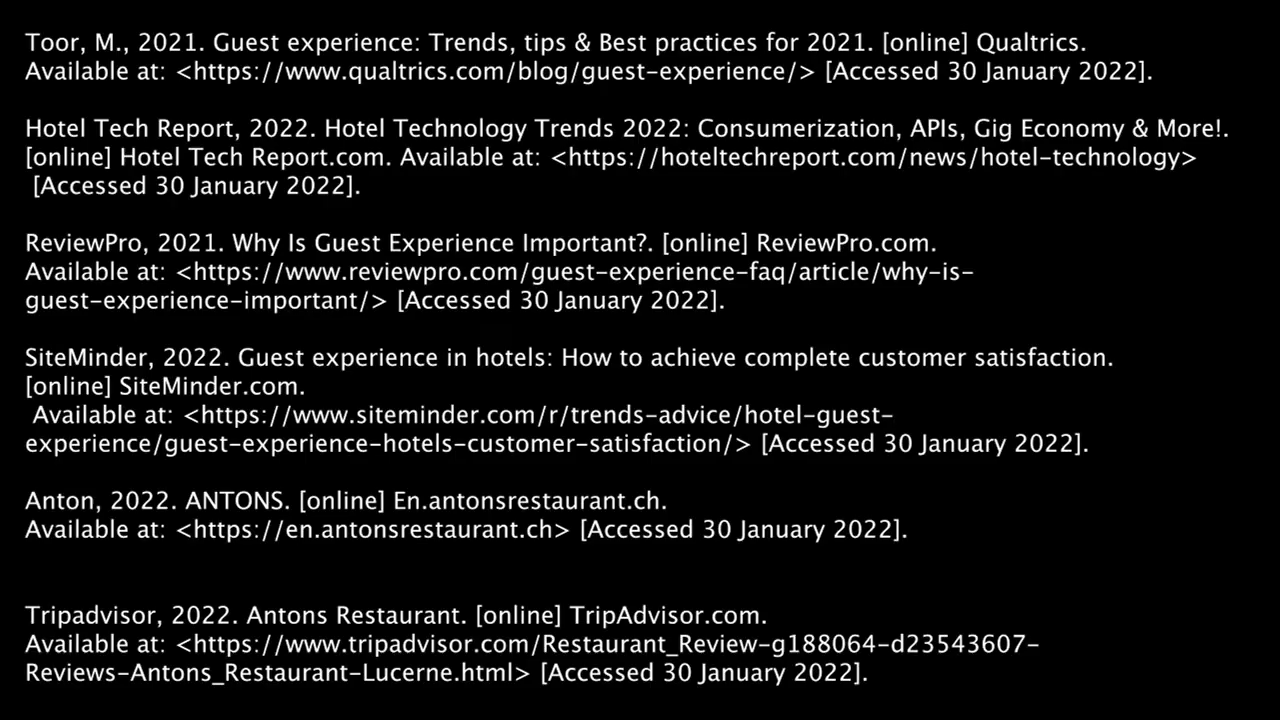 Toor, M., 2021. Guest experience: Trends, tips & Best practices for 2021. [online] Qualtrics.
Available at: <https://www.qualtrics.com/blog/guest-experience/> [Accessed 30 January 2022].
Hotel Tech Report, 2022. Hotel Technology Trends 2022: Consumerization, APIs, Gig Economy & More!.
[online] Hotel Tech Report.com. Available at: <https://hoteltechreport.com/news/hotel-technology>
[Accessed 30 January 2022].
ReviewPro, 2021. Why Is Guest Experience Important?. [online] ReviewPro.com.
Available at: <https://www.reviewpro.com/guest-experience-faq/article/why-is-
guest-experience-important/> [Accessed 30 January 2022].
SiteMinder, 2022. Guest experience in hotels: How to achieve complete customer satisfaction.
[online] SiteMinder.com.
Available at: <https://www.siteminder.com/r/trends-advice/hotel-guest-
experience/guest-experience-hotels-customer-satisfaction/> [Accessed 30 January 2022].
Anton, 2022. ANTONS. [online] En.antonsrestaurant.ch.
Available at: <https://en.antonsrestaurant.ch> [Accessed 30 January 2022].
Tripadvisor, 2022. Antons Restaurant. [online] TripAdvisor.com.
Available at: <https://www.tripadvisor.com/Restaurant_Review-g188064-d23543607-
Reviews-Antons_Restaurant-Lucerne.html> [Accessed 30 January 2022].